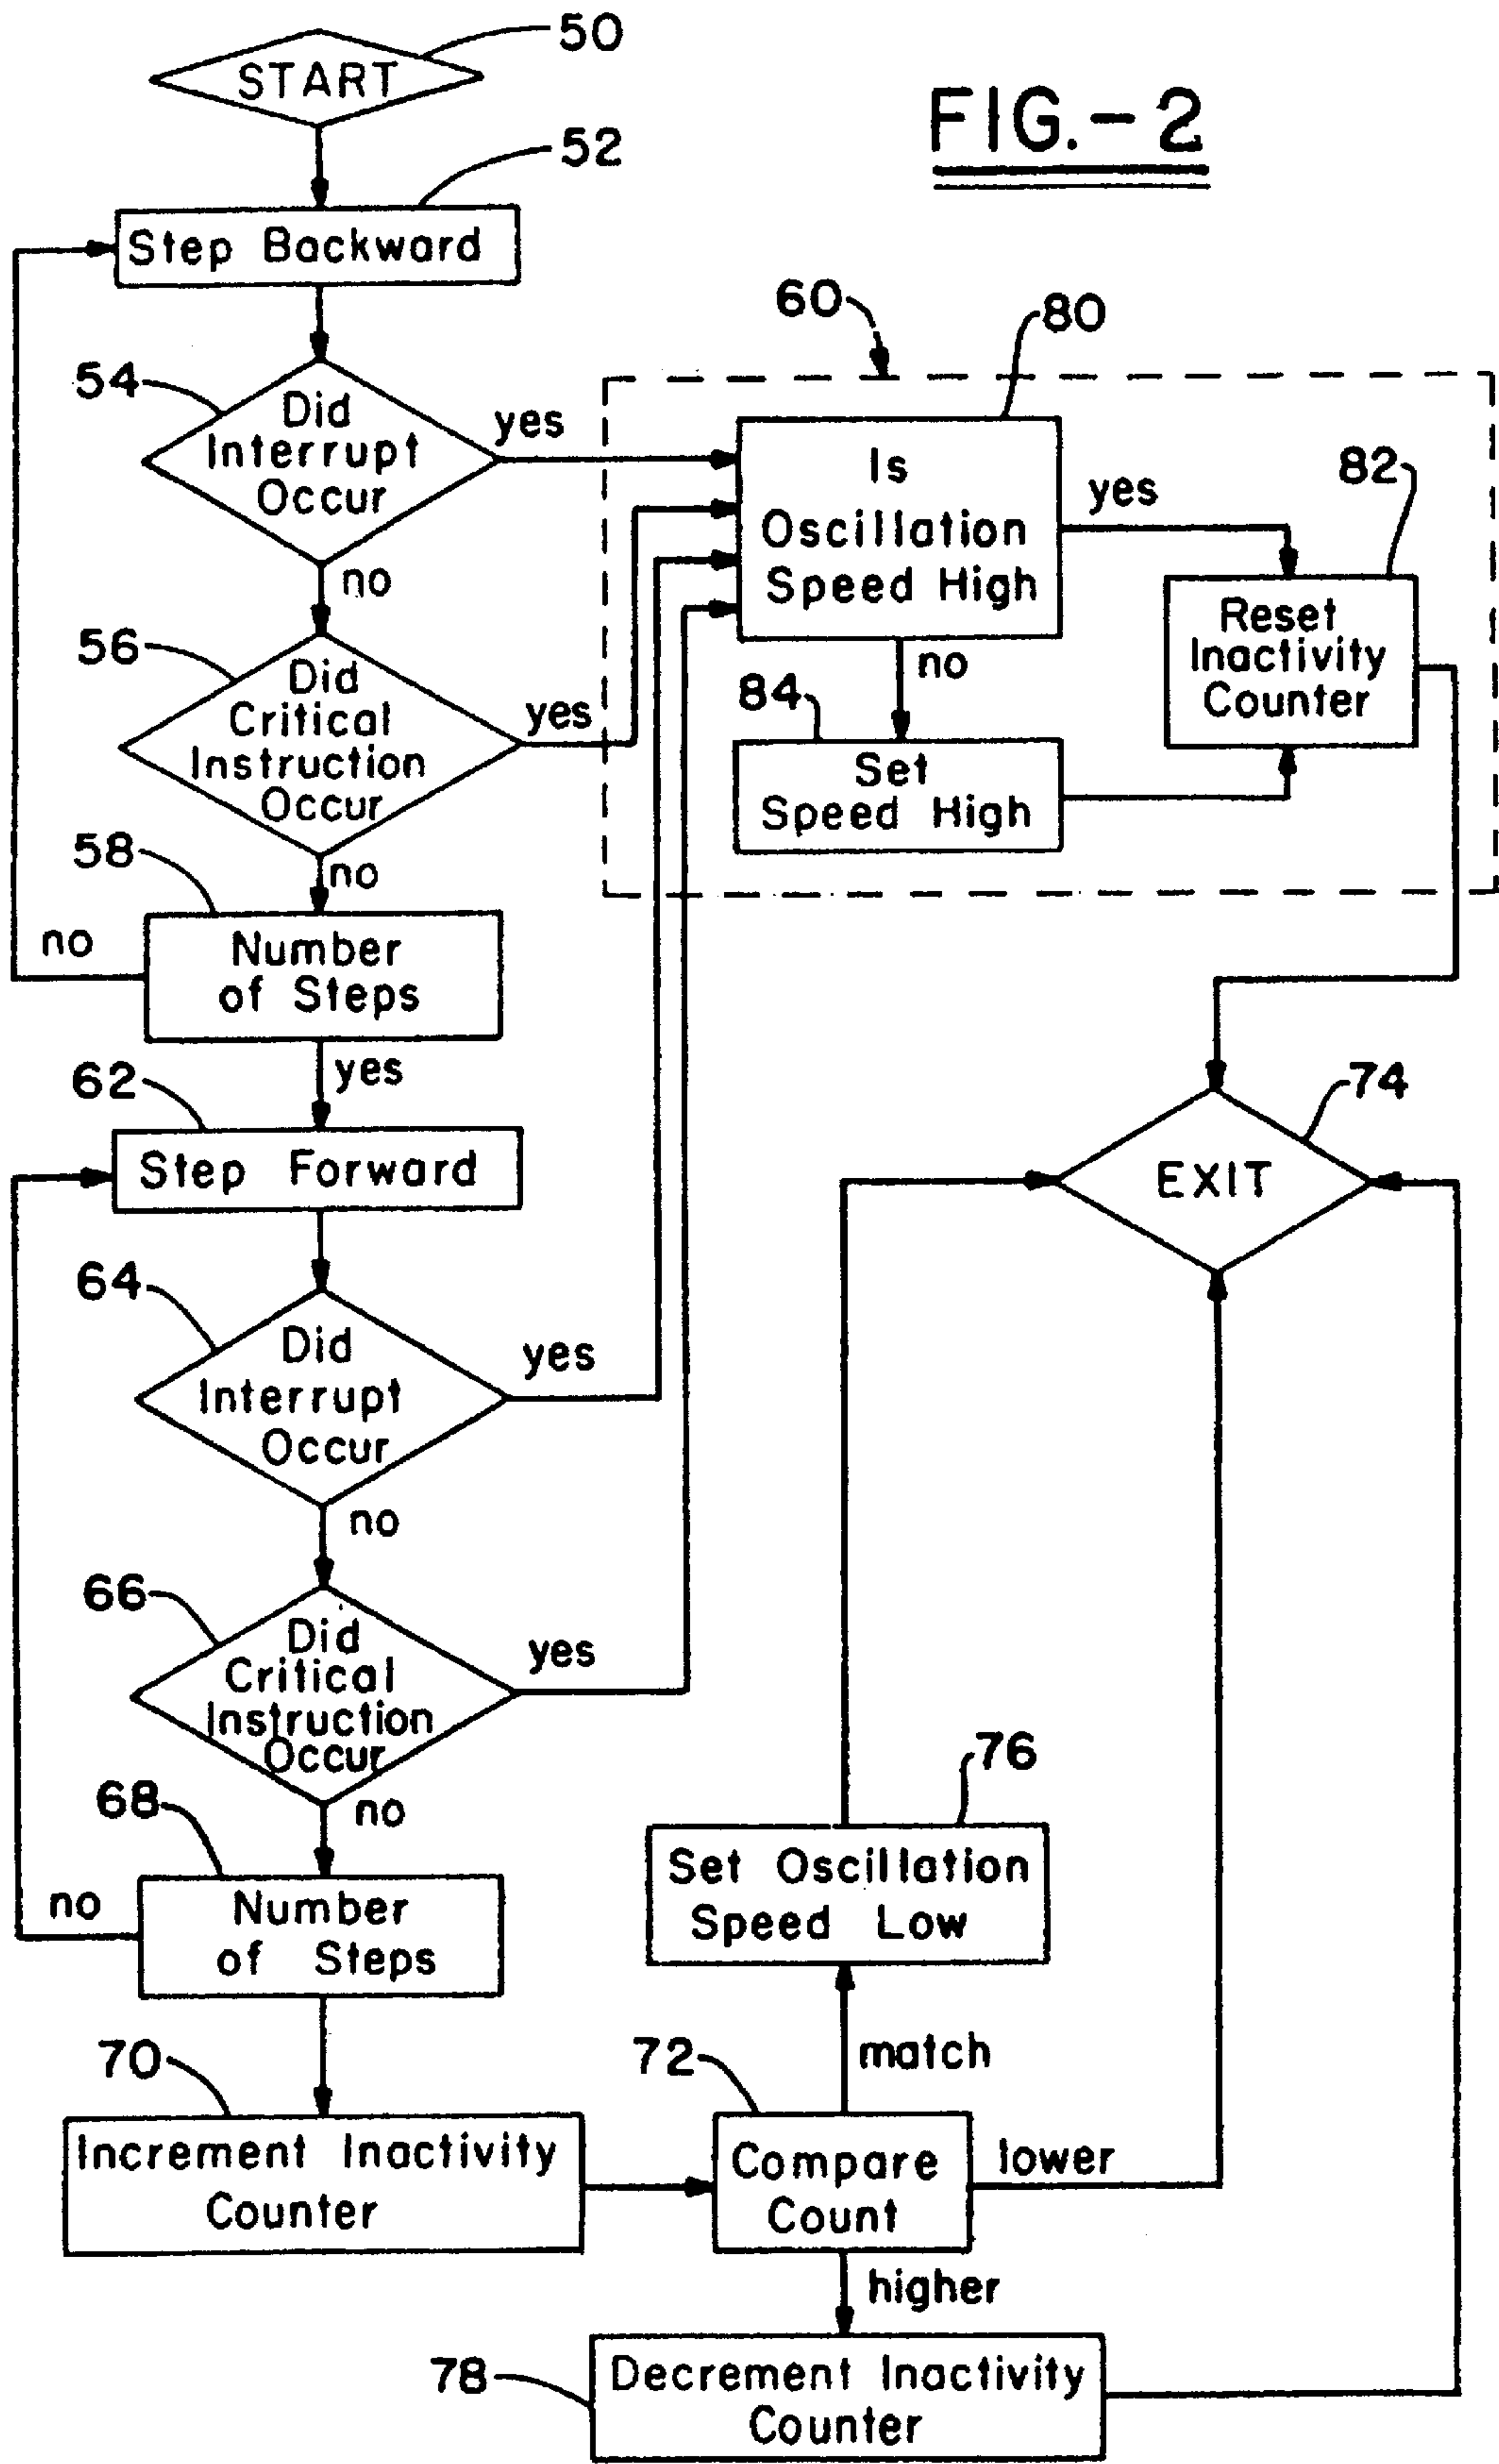 50
START
FIG.-2
52
Step Backward
60
80
54
Did
Interrupt
Occur
yes
Is
Oscillation
Speed High
yes
82
no
Reset
Inactivity
Counter
56
Did
Critical
Instruction
Occur
yes
no
84
Set
Speed High
58
no
no
Number
of Steps
62
yes
74
Step Forward
EXIT
64
Did
Interrupt
Occur
yes
no
66
Did
Critical
Instruction
Occur
yes
76
68
no
Set Oscillation
Speed Low
no
Number
of Steps
70
72
match
Increment Inactivity
Counter
Compare
Count
lower
higher
78
Decrement Inactivity
Counter